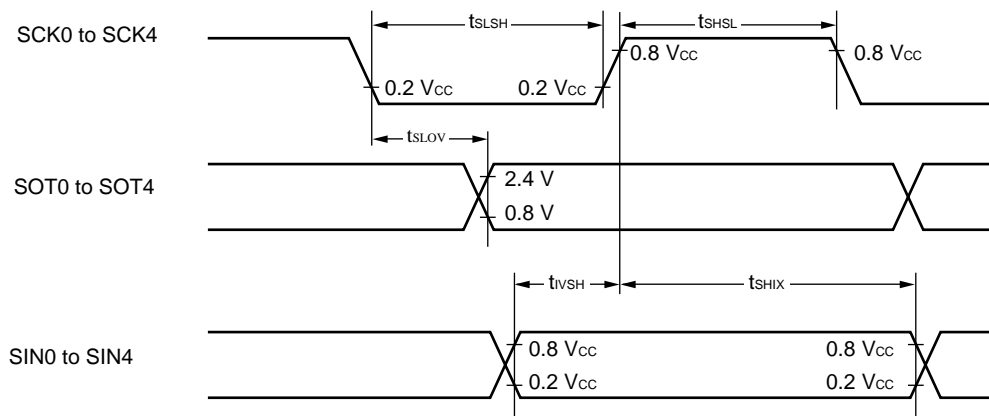 tSLSH tSHSL
SCK0 to SCK4
0.8 VCC 0.8 VCC
0.2 VCC 0.2 VCC
tSLOV
SOT0 to SOT4
2.4 V
0.8 V
tIVSH tSHIX
SIN0 to SIN4
0.8 VCC 0.8 VCC
0.2 VCC 0.2 VCC